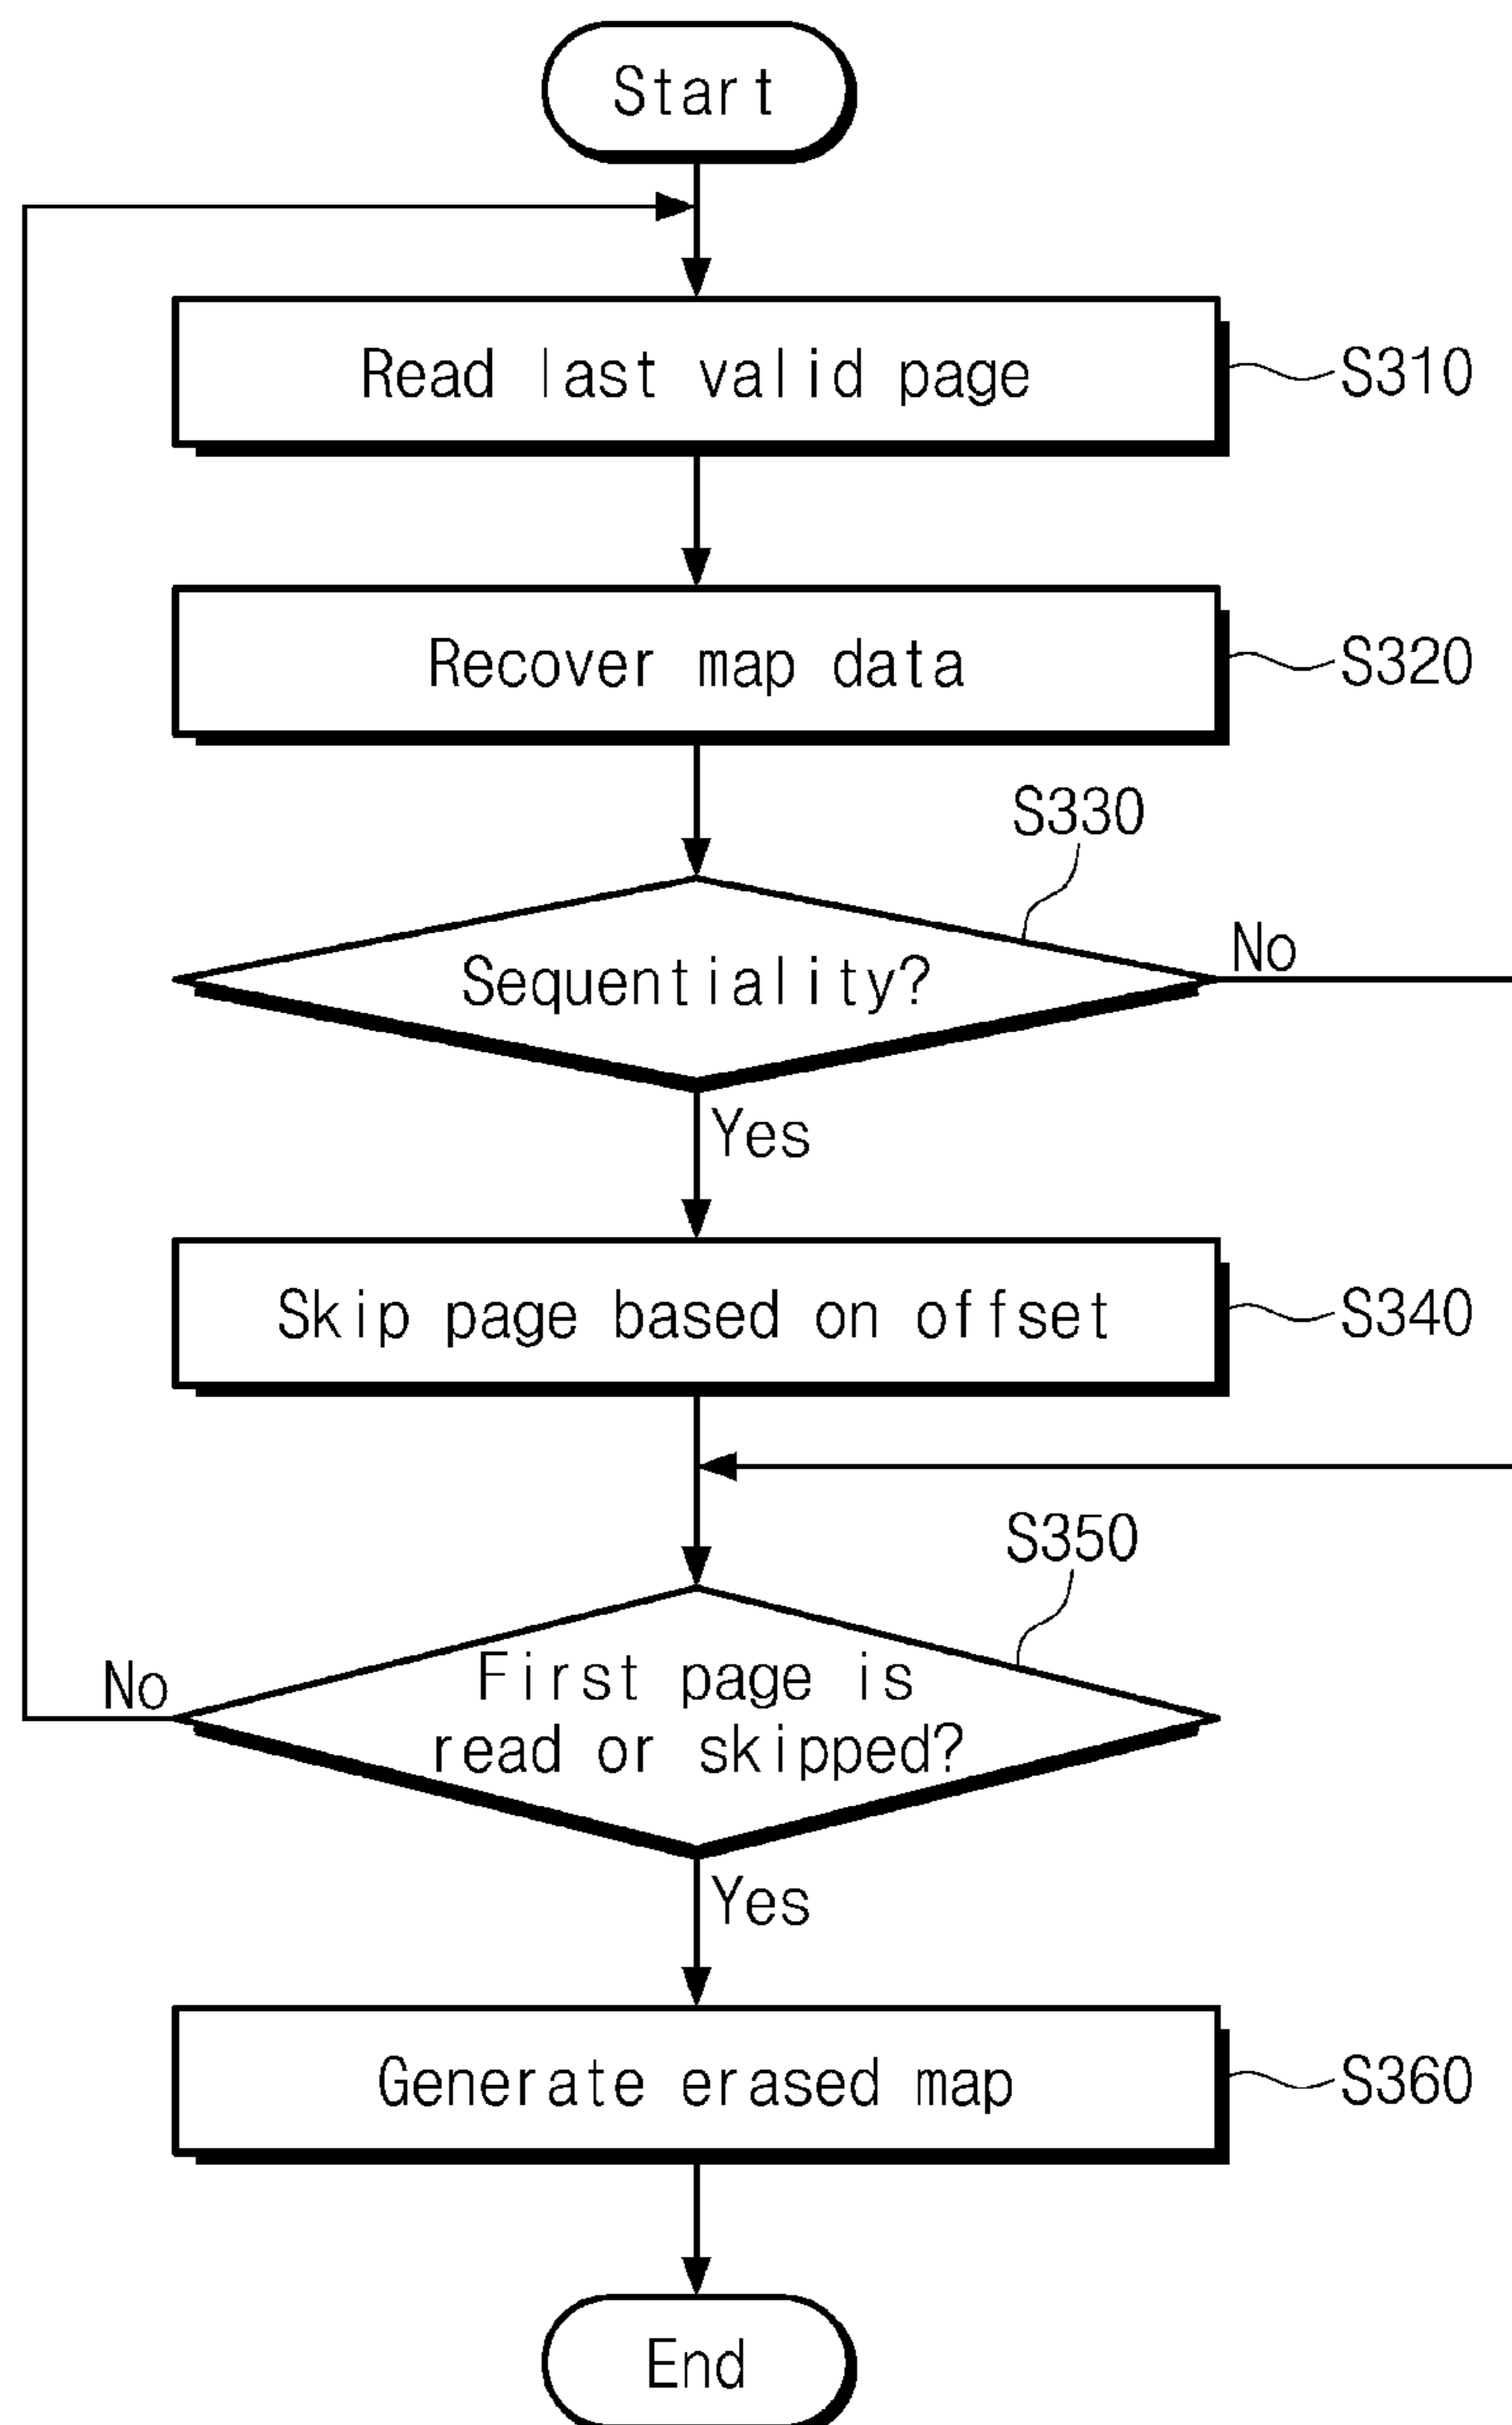 Start
Read last valid page
S310
Recover map data
S320
S330
Sequentiality?
No
Yes
Skip page based on offset
S340
S350
First page is
read or skipped?
No
Yes
Generate erased map
S360
End